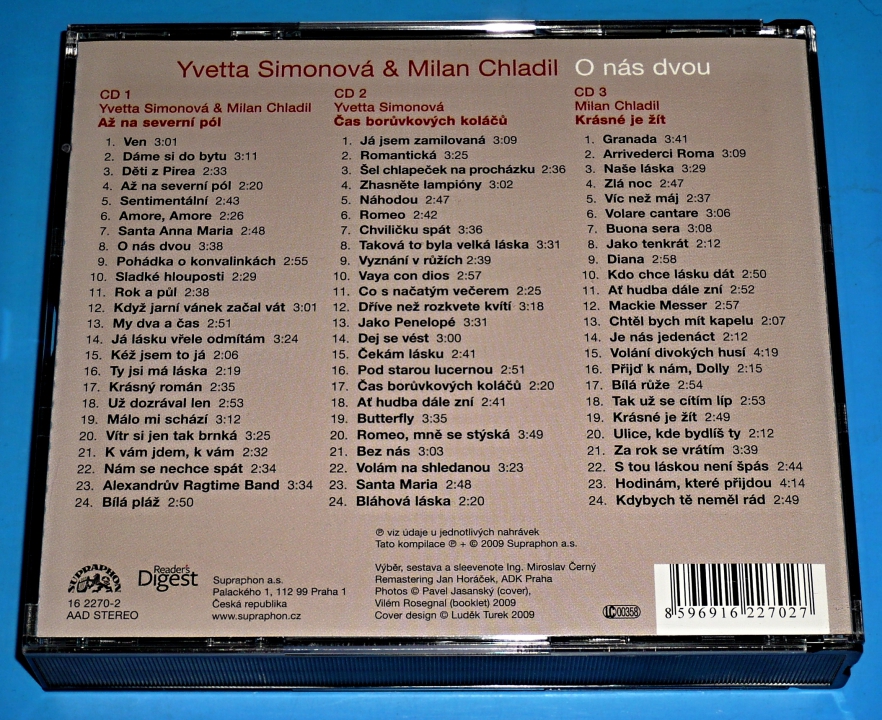 Yvetta Simonová & Milan Chladil O nás dvou
CD 1
Yvetta Simonová & Milan Chladil
Až na severní pól
1. Ven 3:01
2. Dáme si do bytu 3:11
3. Děti z Pirea 2:33
4. Až na severní pól 2:20
5. Sentimentální 2:43
6. Amore, Amore 2:26
7. Santa Anna Maria 2:48
8. O nás dvou 3:38
9. Pohádka o konvalinkách 2:55
10. Sladké hlouposti 2:29
11. Rok a půl 2:38
12. Když jarní vánek začal vát 3:01
13. My dva a čas 2:51
14. Já lásku vřele odmítám 3:24
15. Kéž jsem to já 2:06
16. Ty jsi má láska 2:19
17. Krásný román 2:35
18. Už dozrával len 2:53
19. Málo mi schází 3:12
20. Vítr si jen tak brnká 3:25
21. K vám jdem, k vám 2:32
22. Nám se nechce spát 2:34
23. Alexandrův Ragtime Band 3:34
24. Bílá pláž 2:50
CD 2
Yvetta Simonová
Čas borůvkových koláčů
1. Já jsem zamilovaná 3:09
2. Romantická 3:25
3. Šel chlapeček na procházku 2:36
4. Zhasněte lampióny 3:02
5. Náhodou 2:47
6. Romeo 2:42
7. Chviličku spát 3:36
8. Taková to byla velká láska 3:31
9. Vyznání v růžích 2:39
10. Vaya con dios 2:57
11. Co s načatým večerem 2:25
12. Dříve než rozkvete kvítí 3:18
13. Jako Penelopé 3:31
14. Dej se vést 3:00
15. Čekám lásku 2:41
16. Pod starou lucernou 2:51
17. Čas borůvkových koláčů 2:20
18. Ať hudba dále zní 2:41
19. Butterfly 3:35
20. Romeo, mně se stýská 3:49
21. Bez nás 3:03
22. Volám na shledanou 3:23
23. Santa Maria 2:48
24. Bláhová láska 2:20
CD 3
Milan Chladil
Krásné je žít
1. Granada 3:41
2. Arrivederci Roma 3:09
3. Naše láska 3:29
4. Zlá noc 2:47
5. Víc než máj 2:37
6. Volare cantare 3:06
7. Buona sera 3:08
8. Jako tenkrát 2:12
9. Diana 2:58
10. Kdo chce lásku dát 2:50
11. Ať hudba dále zní 2:52
12. Mackie Messer 2:57
13. Chtěl bych mít kapelu 2:07
14. Je nás jedenáct 2:12
15. Volání divokých husí 4:19
16. Přijď k nám, Dolly 2:15
17. Bílá růže 2:54
18. Tak už se cítím líp 2:53
19. Krásné je žít 2:49
20. Ulice, kde bydlíš ty 2:12
21. Za rok se vrátím 3:39
22. S tou láskou není špás 2:44
23. Hodinám, které přijdou 4:14
24. Kdybych tě neměl rád 2:49
℗ viz údaje u jednotlivých nahrávek
Tato kompilace ℗ + © 2009 Supraphon a.s.
SUPRAPHON
16 2270-2
AAD STEREO
Reader's
Digest
Supraphon a.s.
Palackého 1, 112 99 Praha 1
Česká republika
www.supraphon.cz
Výběr, sestava a sleevenote Ing. Miroslav Černý
Remastering Jan Horáček, ADK Praha
Photos © Pavel Jasanský (cover),
Vilém Rosegnal (booklet) 2009
Cover design © Luděk Turek 2009
LC 00358
8 596916 227027